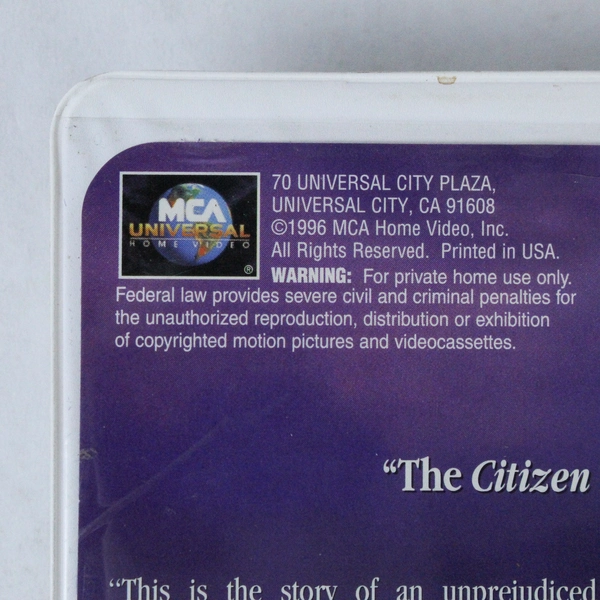 MCA
UNIVERSAL
HOME VIDEO
®
70 UNIVERSAL CITY PLAZA,
UNIVERSAL CITY, CA 91608
©1996 MCA Home Video, Inc.
All Rights Reserved. Printed in USA.
WARNING: For private home use only.
Federal law provides severe civil and criminal penalties for
the unauthorized reproduction, distribution or exhibition
of copyrighted motion pictures and videocassettes.
“The Citizen
“This is the story of an unprejudiced